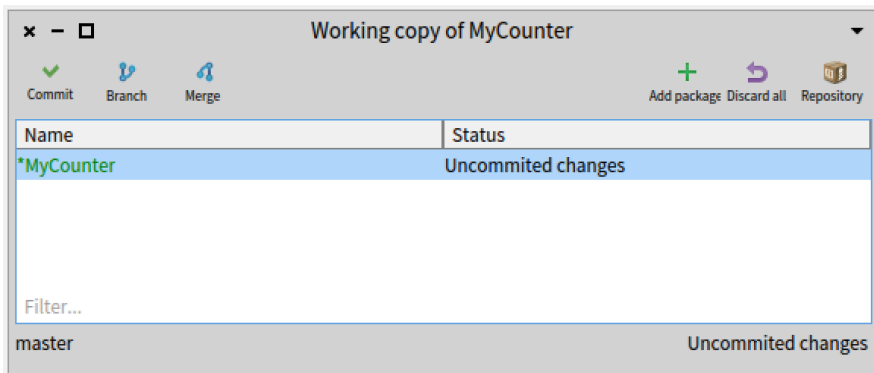 Working copy of MyCounter
Commit Branch Merge Add package Discard all Repository
Name Status
*MyCounter Uncommited changes
Filter...
master Uncommited changes